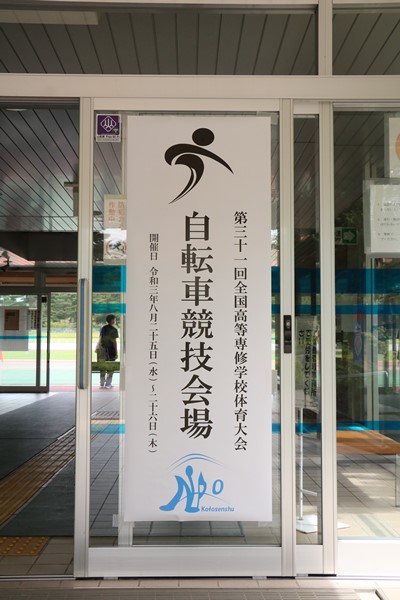 第三十一回全国高等専修学校体育大会
自転車競技会場
開催日 令和三年八月二十五日(水)～二十六日(木)
Kotosenshu